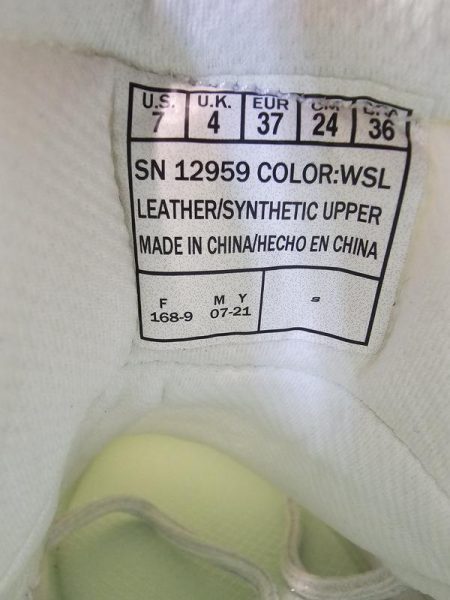 U.S. U.K. EUR CM
7 4 37 24 36
SN 12959 COLOR:WSL
LEATHER/SYNTHETIC UPPER
MADE IN CHINA/HECHO EN CHINA
F M Y
168-9 07-21